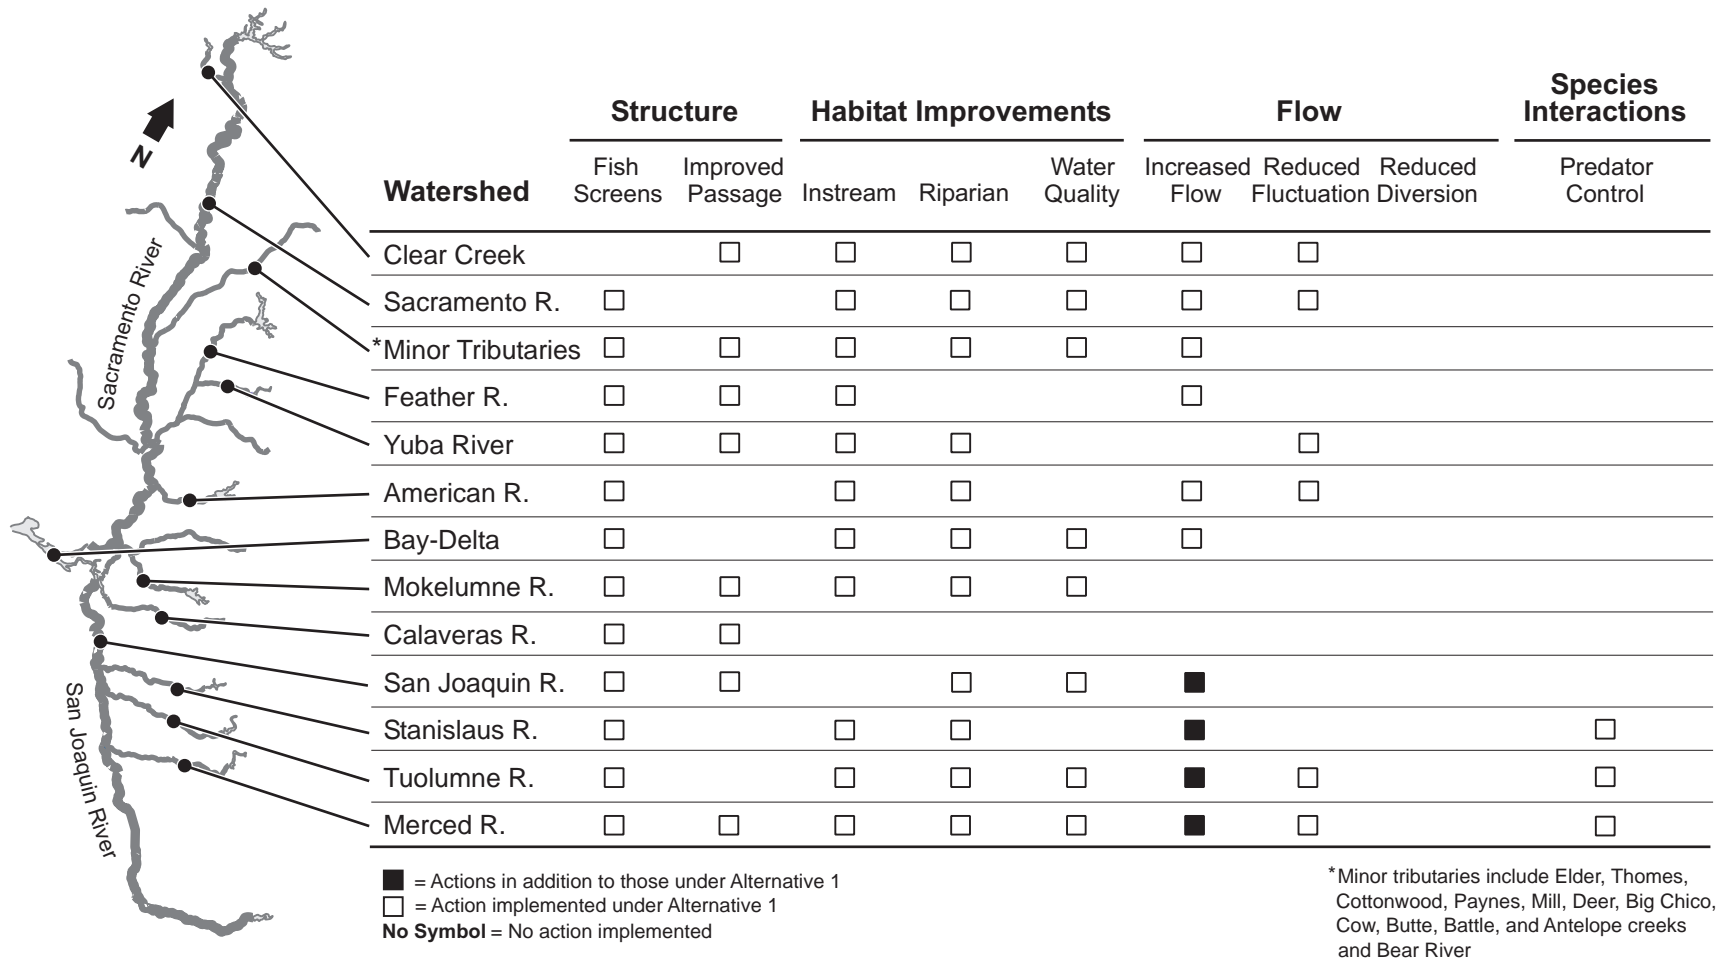 N
Sacramento River
San Joaquin River
Structure
Habitat Improvements
Flow
Species
Interactions
Watershed
Fish
Screens
Improved
Passage
Instream
Riparian
Water
Quality
Increased
Flow
Reduced
Fluctuation
Reduced
Diversion
Predator
Control
Clear Creek
Sacramento R.
*Minor Tributaries
Feather R.
Yuba River
American R.
Bay-Delta
Mokelumne R.
Calaveras R.
San Joaquin R.
Stanislaus R.
Tuolumne R.
Merced R.
= Actions in addition to those under Alternative 1
= Action implemented under Alternative 1
No Symbol = No action implemented
*Minor tributaries include Elder, Thomes,
Cottonwood, Paynes, Mill, Deer, Big Chico,
Cow, Butte, Battle, and Antelope creeks
and Bear River